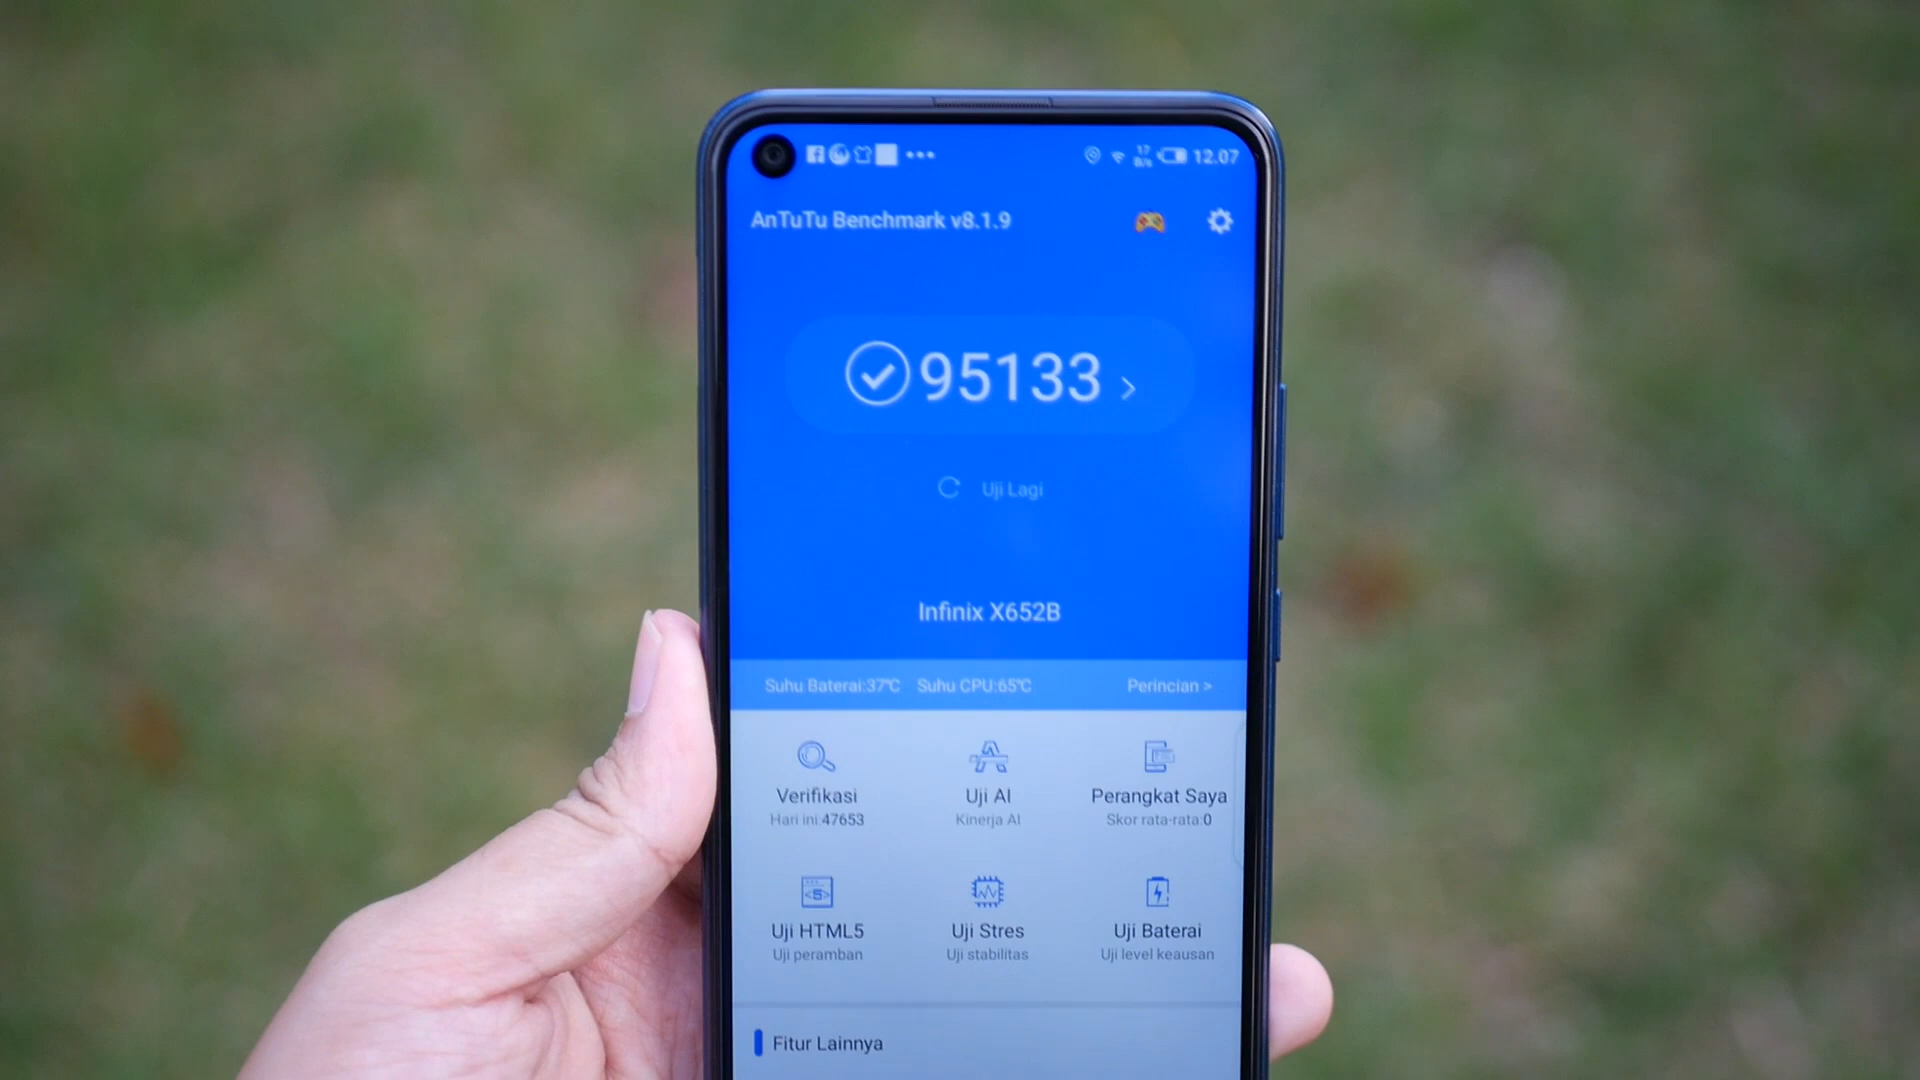 17 B/s 12.07
AnTuTu Benchmark v8.1.9
95133 >
Uji Lagi
Infinix X652B
Suhu Baterai:37℃ Suhu CPU:65℃ Perincian >
Verifikasi Uji AI Perangkat Saya
Hari ini:47653 Kinerja AI Skor rata-rata:0
Uji HTML5 Uji Stres Uji Baterai
Uji peramban Uji stabilitas Uji level keausan
Fitur Lainnya